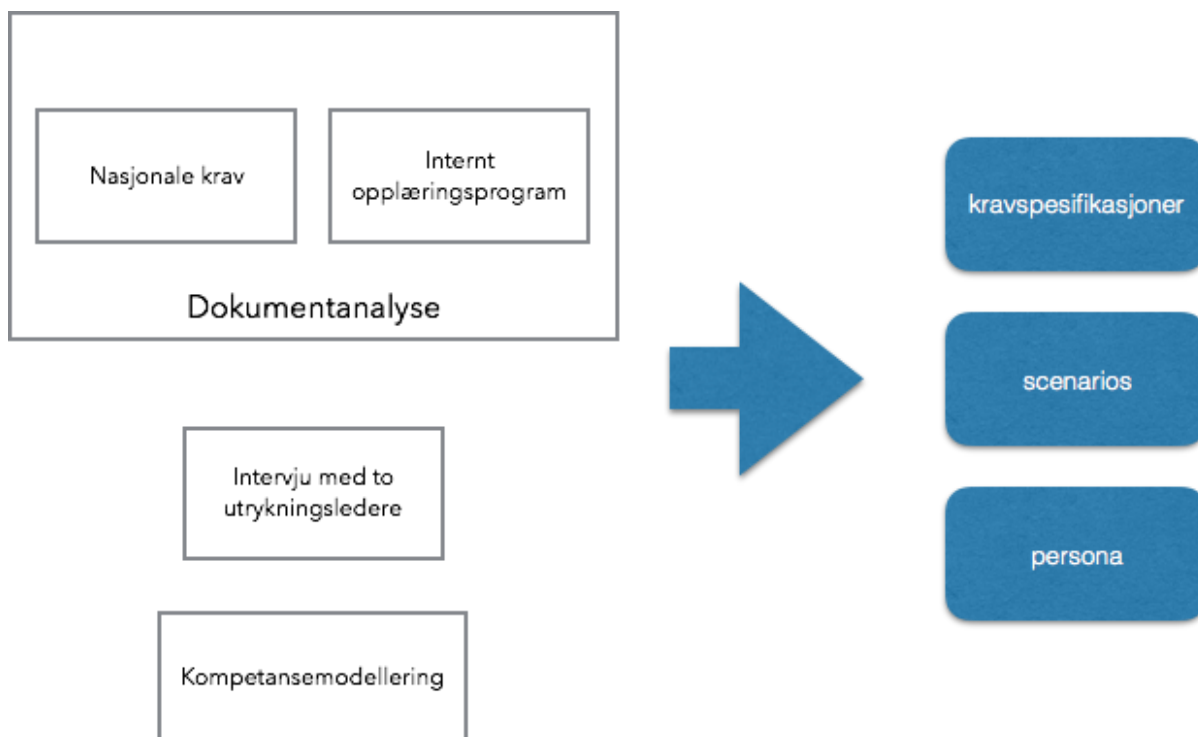 Nasjonale krav
Internt
opplæringsprogram
Dokumentanalyse
Intervju med to
utrykningsledere
Kompetansemodellering
kravspesifikasjoner
scenarios
persona